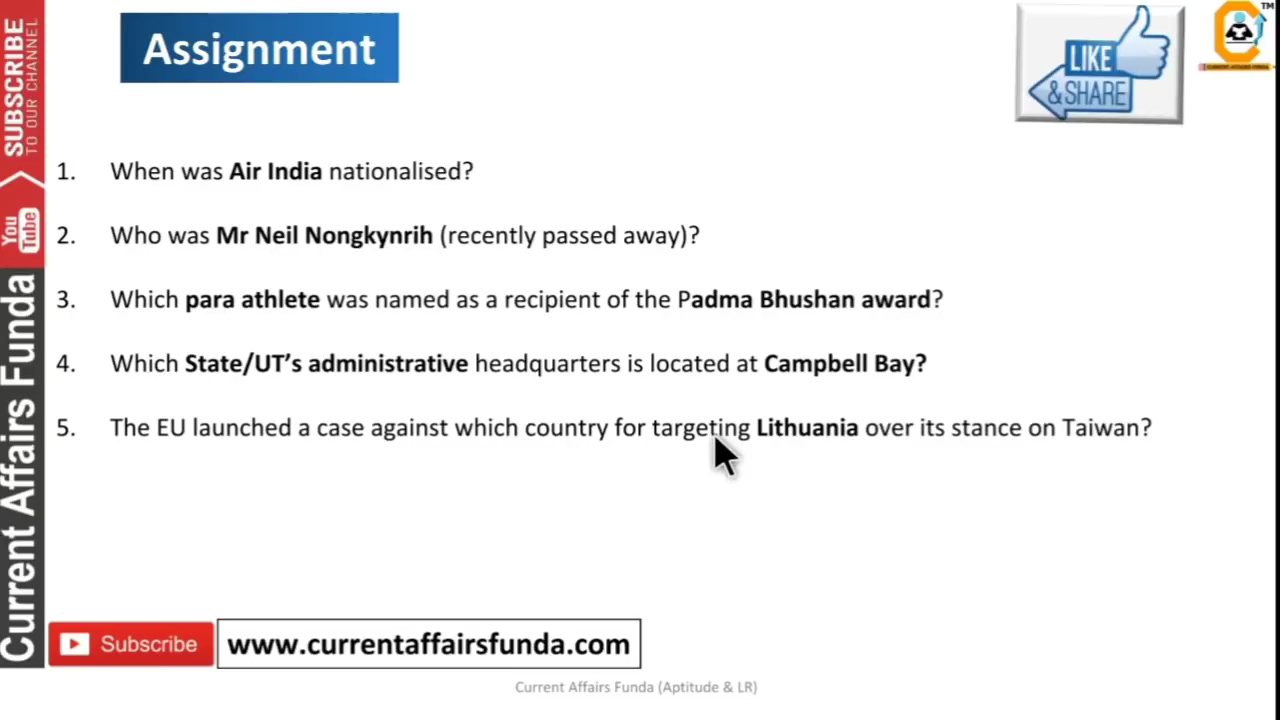 Assignment
LIKE
& SHARE
TM
SUBSCRIBE
TO OUR CHANNEL
You
Tube
Current Affairs Funda
1. When was Air India nationalised?
2. Who was Mr Neil Nongkynrih (recently passed away)?
3. Which para athlete was named as a recipient of the Padma Bhushan award?
4. Which State/UT’s administrative headquarters is located at Campbell Bay?
5. The EU launched a case against which country for targeting Lithuania over its stance on Taiwan?
Subscribe
www.currentaffairsfunda.com
Current Affairs Funda (Aptitude & LR)